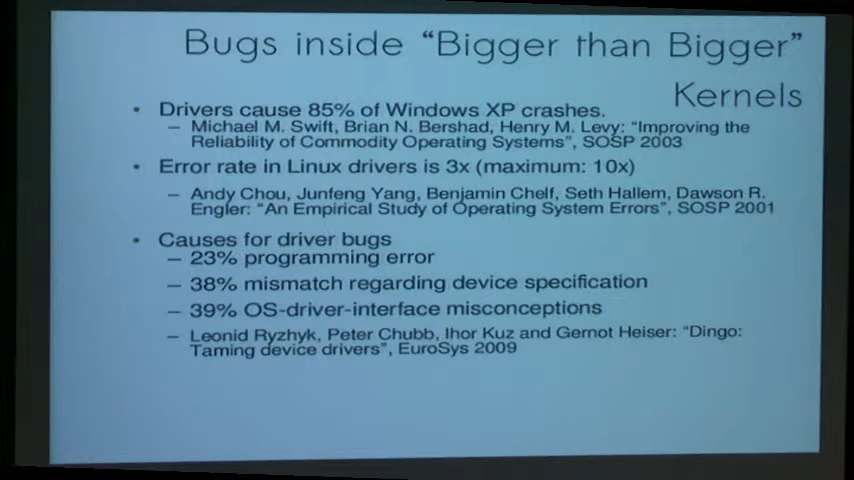 Bugs inside “Bigger than Bigger”
Kernels
• Drivers cause 85% of Windows XP crashes.
– Michael M. Swift, Brian N. Bershad, Henry M. Levy: “Improving the
Reliability of Commodity Operating Systems”, SOSP 2003
• Error rate in Linux drivers is 3x (maximum: 10x)
– Andy Chou, Junfeng Yang, Benjamin Chelf, Seth Hallem, Dawson R.
Engler: “An Empirical Study of Operating System Errors”, SOSP 2001
• Causes for driver bugs
– 23% programming error
– 38% mismatch regarding device specification
– 39% OS-driver-interface misconceptions
– Leonid Ryzhyk, Peter Chubb, Ihor Kuz and Gernot Heiser: “Dingo:
Taming device drivers”, EuroSys 2009